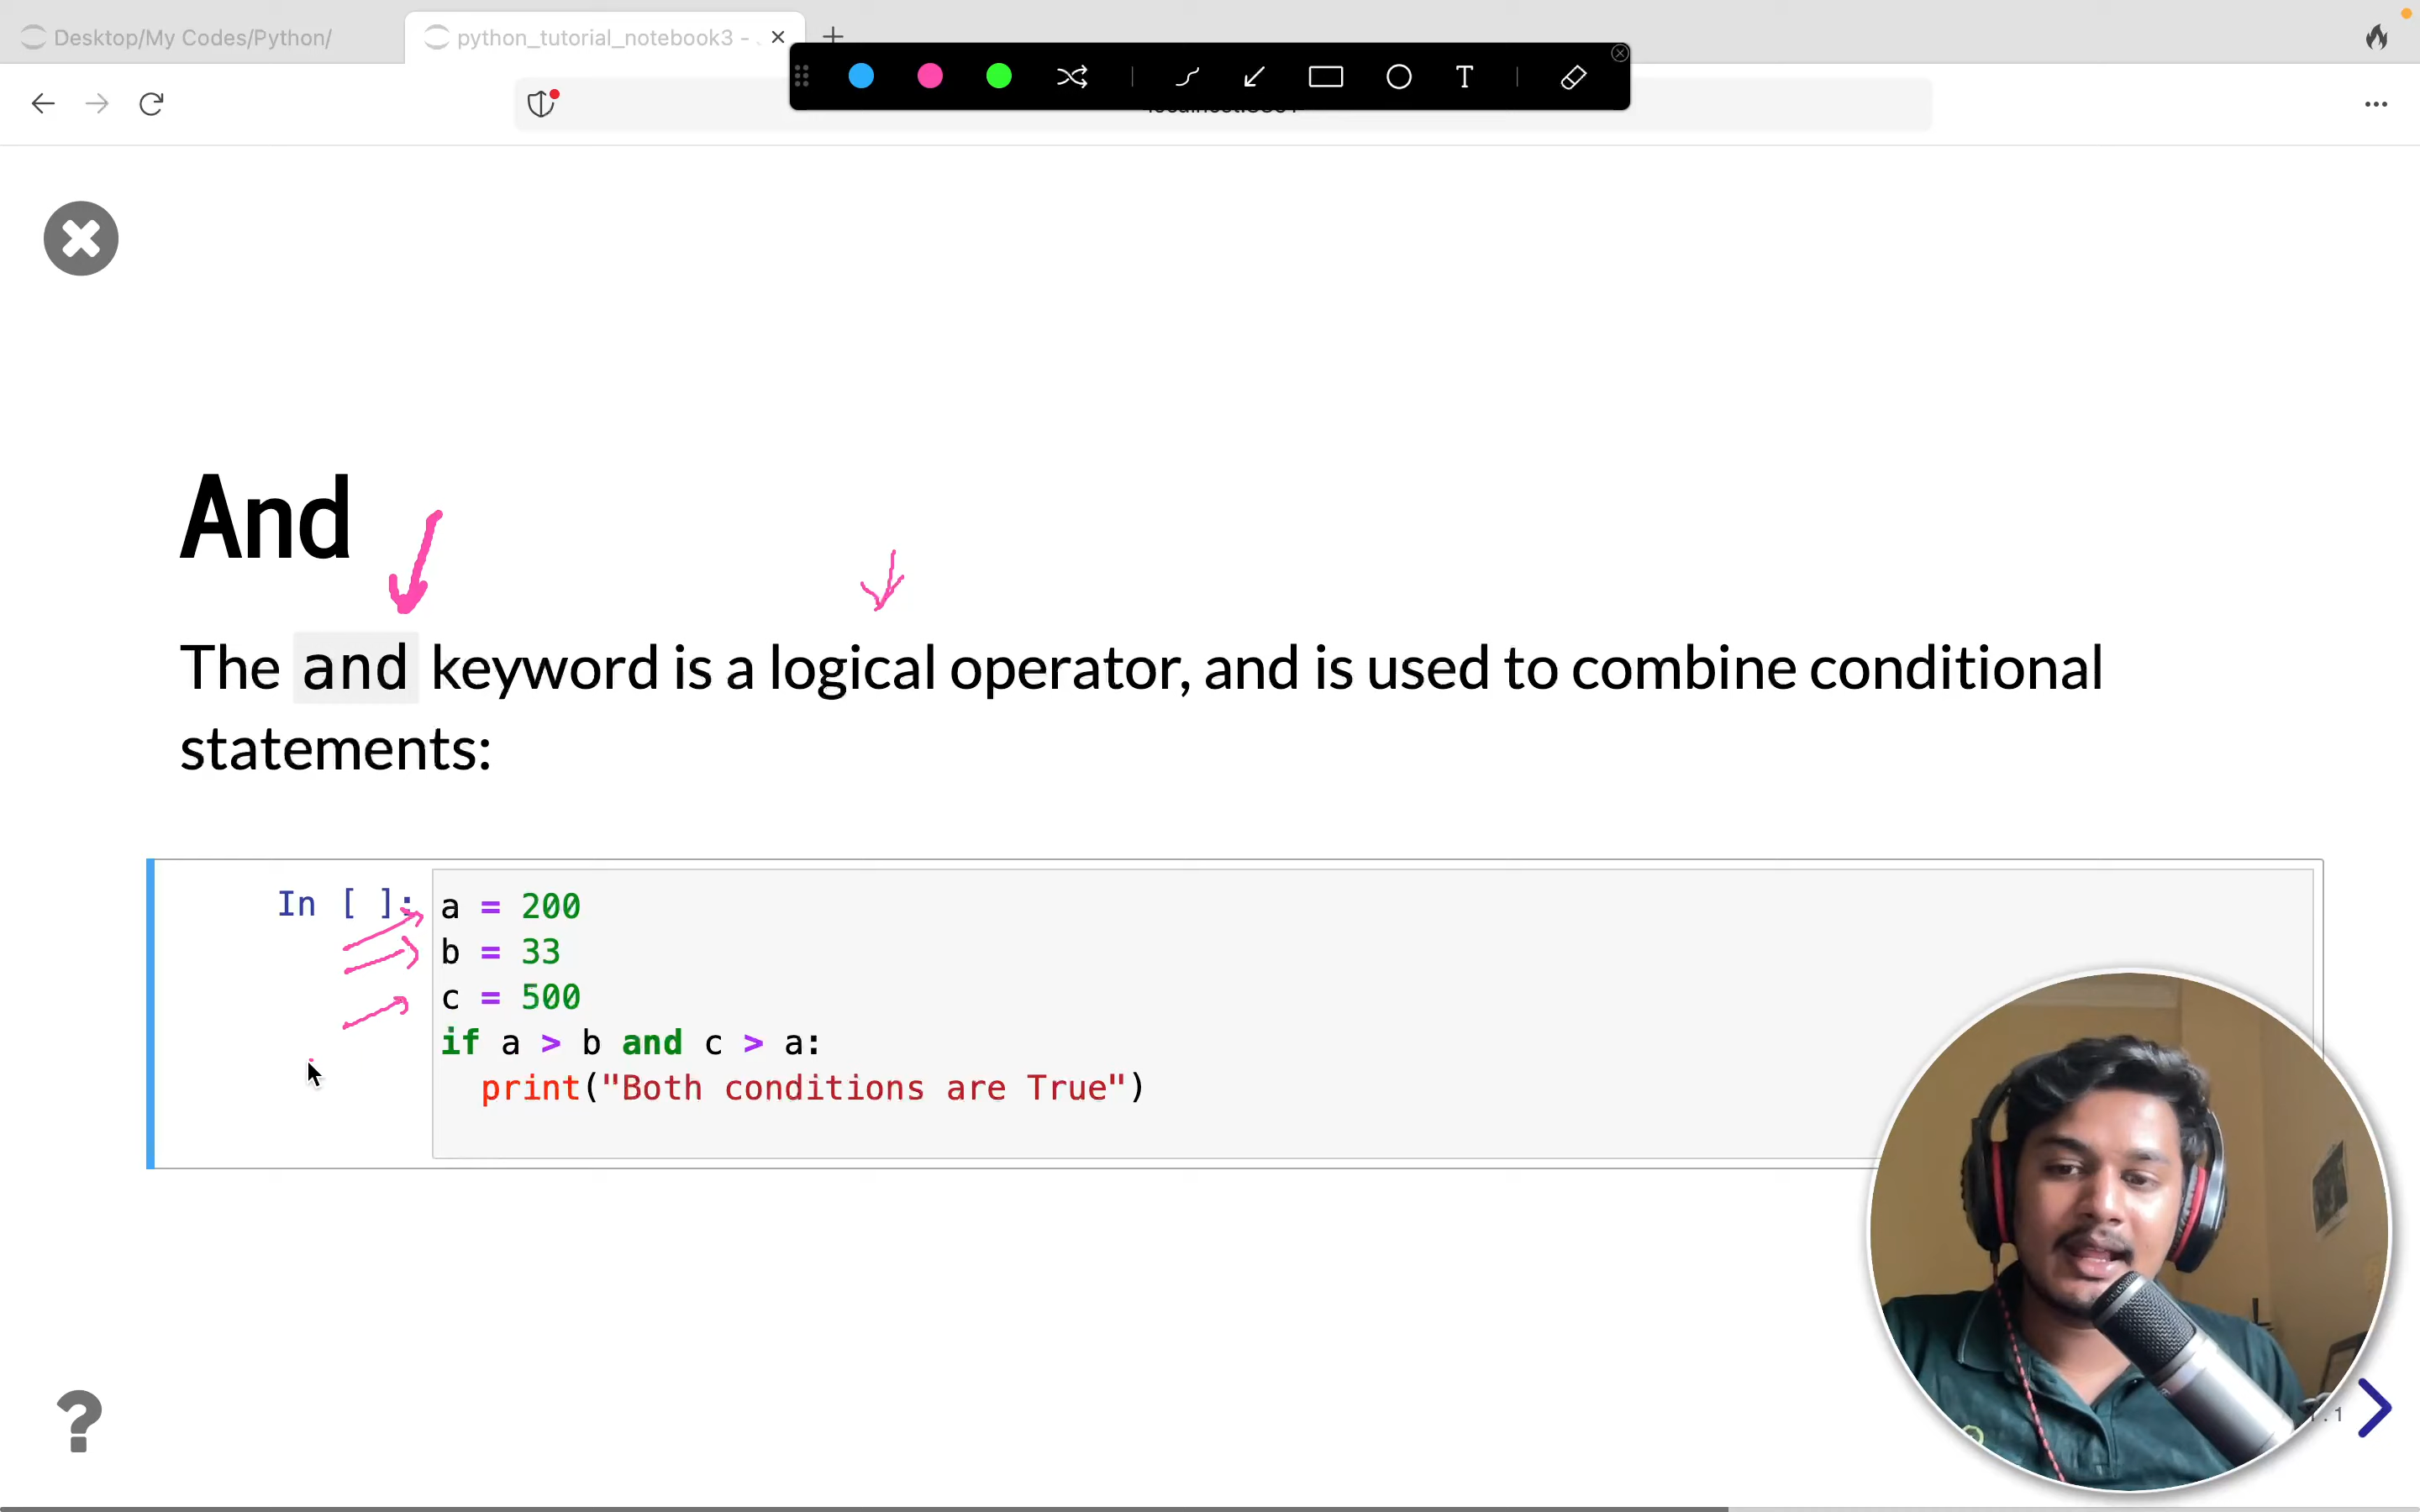 Desktop/My Codes/Python/
python_tutorial_notebook3 -
T
And
The and keyword is a logical operator, and is used to combine conditional
statements:
In [ ]:
a = 200
b = 33
c = 500
if a > b and c > a:
print("Both conditions are True")
?